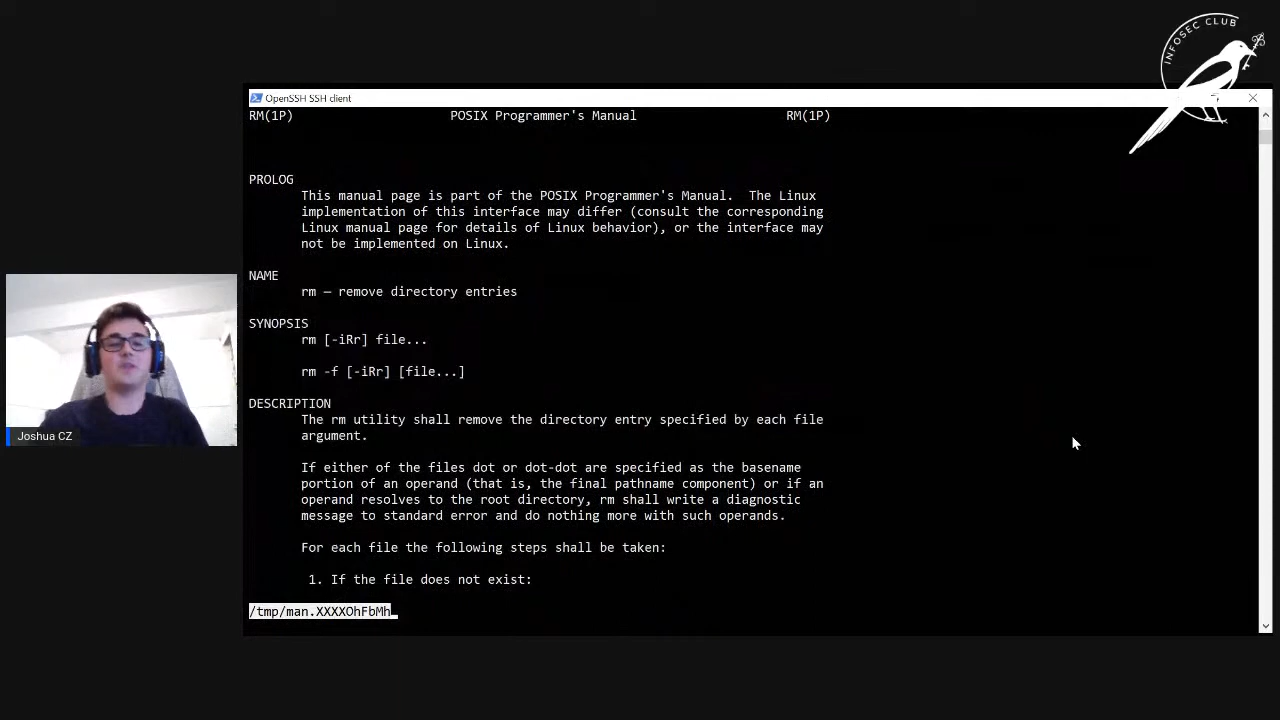 INFOSEC CLUB
OpenSSH SSH client
RM(1P) POSIX Programmer's Manual RM(1P)
PROLOG
This manual page is part of the POSIX Programmer's Manual. The Linux
implementation of this interface may differ (consult the corresponding
Linux manual page for details of Linux behavior), or the interface may
not be implemented on Linux.
NAME
rm — remove directory entries
SYNOPSIS
rm [-iRr] file...
rm -f [-iRr] [file...]
DESCRIPTION
The rm utility shall remove the directory entry specified by each file
argument.
If either of the files dot or dot-dot are specified as the basename
portion of an operand (that is, the final pathname component) or if an
operand resolves to the root directory, rm shall write a diagnostic
message to standard error and do nothing more with such operands.
For each file the following steps shall be taken:
1. If the file does not exist:
/tmp/man.XXXXOhFbMh
Joshua CZ